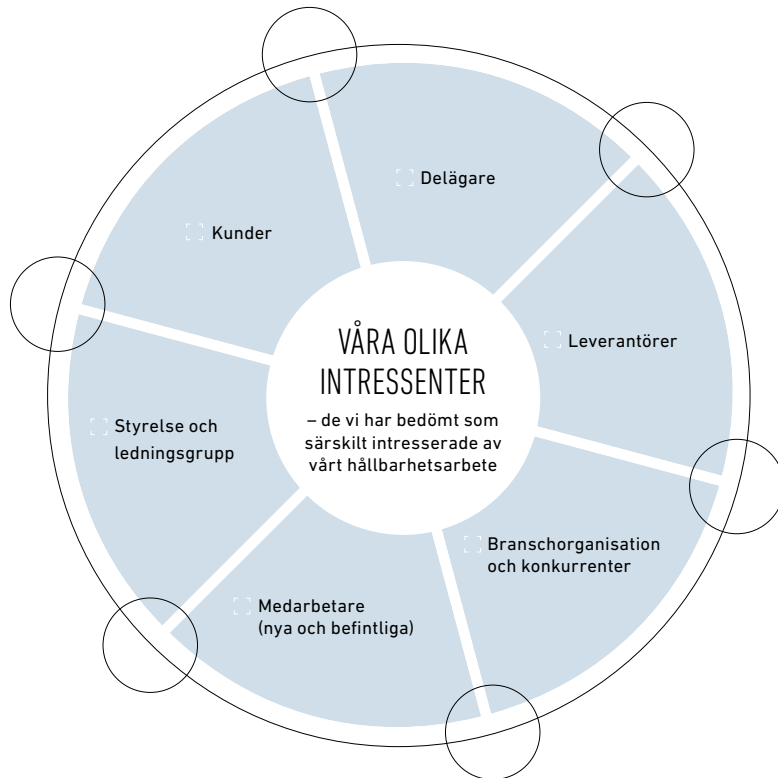 Delägare
Kunder
VÅRA OLIKA
INTRESSENTER
– de vi har bedömt som
särskilt intresserade av
vårt hållbarhetsarbete
Leverantörer
Styrelse och
ledningsgrupp
Branschorganisation
och konkurrenter
Medarbetare
(nya och befintliga)